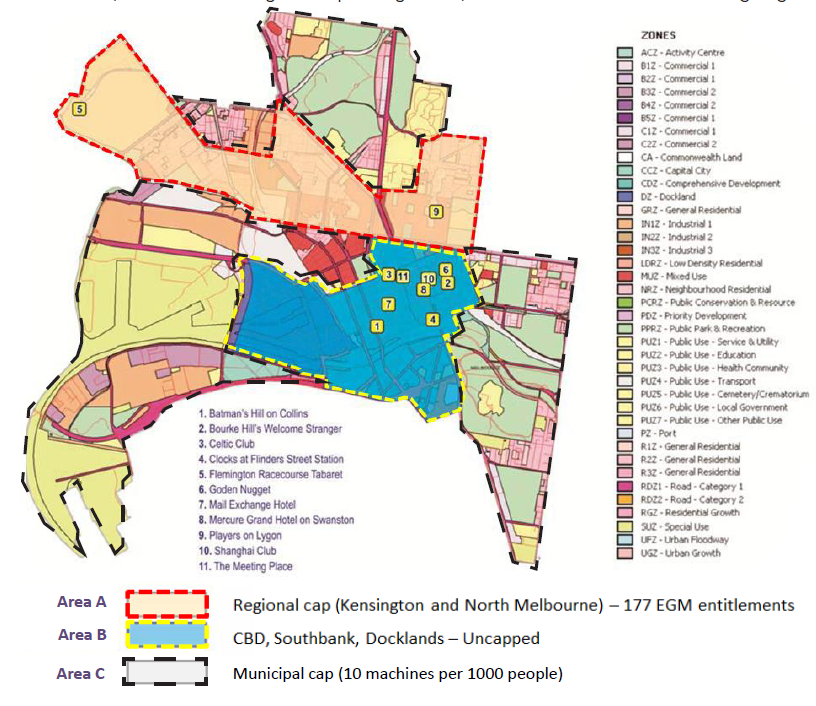 ZONES
ACZ - Activity Centre
B1Z - Commercial 1
B2Z - Commercial 1
B3Z - Commercial 2
B4Z - Commercial 2
B5Z - Commercial 1
C1Z - Commercial 1
C2Z - Commercial 2
CA - Commonwealth Land
CCZ - Capital City
CDZ - Comprehensive Development
DZ - Dockland
GRZ - General Residential
IN1Z - Industrial 1
IN2Z - Industrial 2
IN3Z - Industrial 3
LDRZ - Low Density Residential
MUZ - Mixed Use
NRZ - Neighbourhood Residential
PCRZ - Public Conservation & Resource
PDZ - Priority Development
PPRZ - Public Park & Recreation
PUZ1 - Public Use - Service & Utility
PUZ2 - Public Use - Education
PUZ3 - Public Use - Health Community
PUZ4 - Public Use - Transport
PUZ5 - Public Use - Cemetery/Crematorium
PUZ6 - Public Use - Local Government
PUZ7 - Public Use - Other Public Use
PZ - Port
R1Z - General Residential
R2Z - General Residential
R3Z - General Residential
RDZ1 - Road - Category 1
RDZ2 - Road - Category 2
RGZ - Residential Growth
SUZ - Special Use
UFZ - Urban Floodway
UGZ - Urban Growth
5
9
3 11 10 6
8 2
7
1 4
1. Batman's Hill on Collins
2. Bourke Hill's Welcome Stranger
3. Celtic Club
4. Clocks at Flinders Street Station
5. Flemington Racecourse Tabaret
6. Goden Nugget
7. Mail Exchange Hotel
8. Mercure Grand Hotel on Swanston
9. Players on Lygon
10. Shanghai Club
11. The Meeting Place
Area A Regional cap (Kensington and North Melbourne) – 177 EGM entitlements
Area B CBD, Southbank, Docklands – Uncapped
Area C Municipal cap (10 machines per 1000 people)